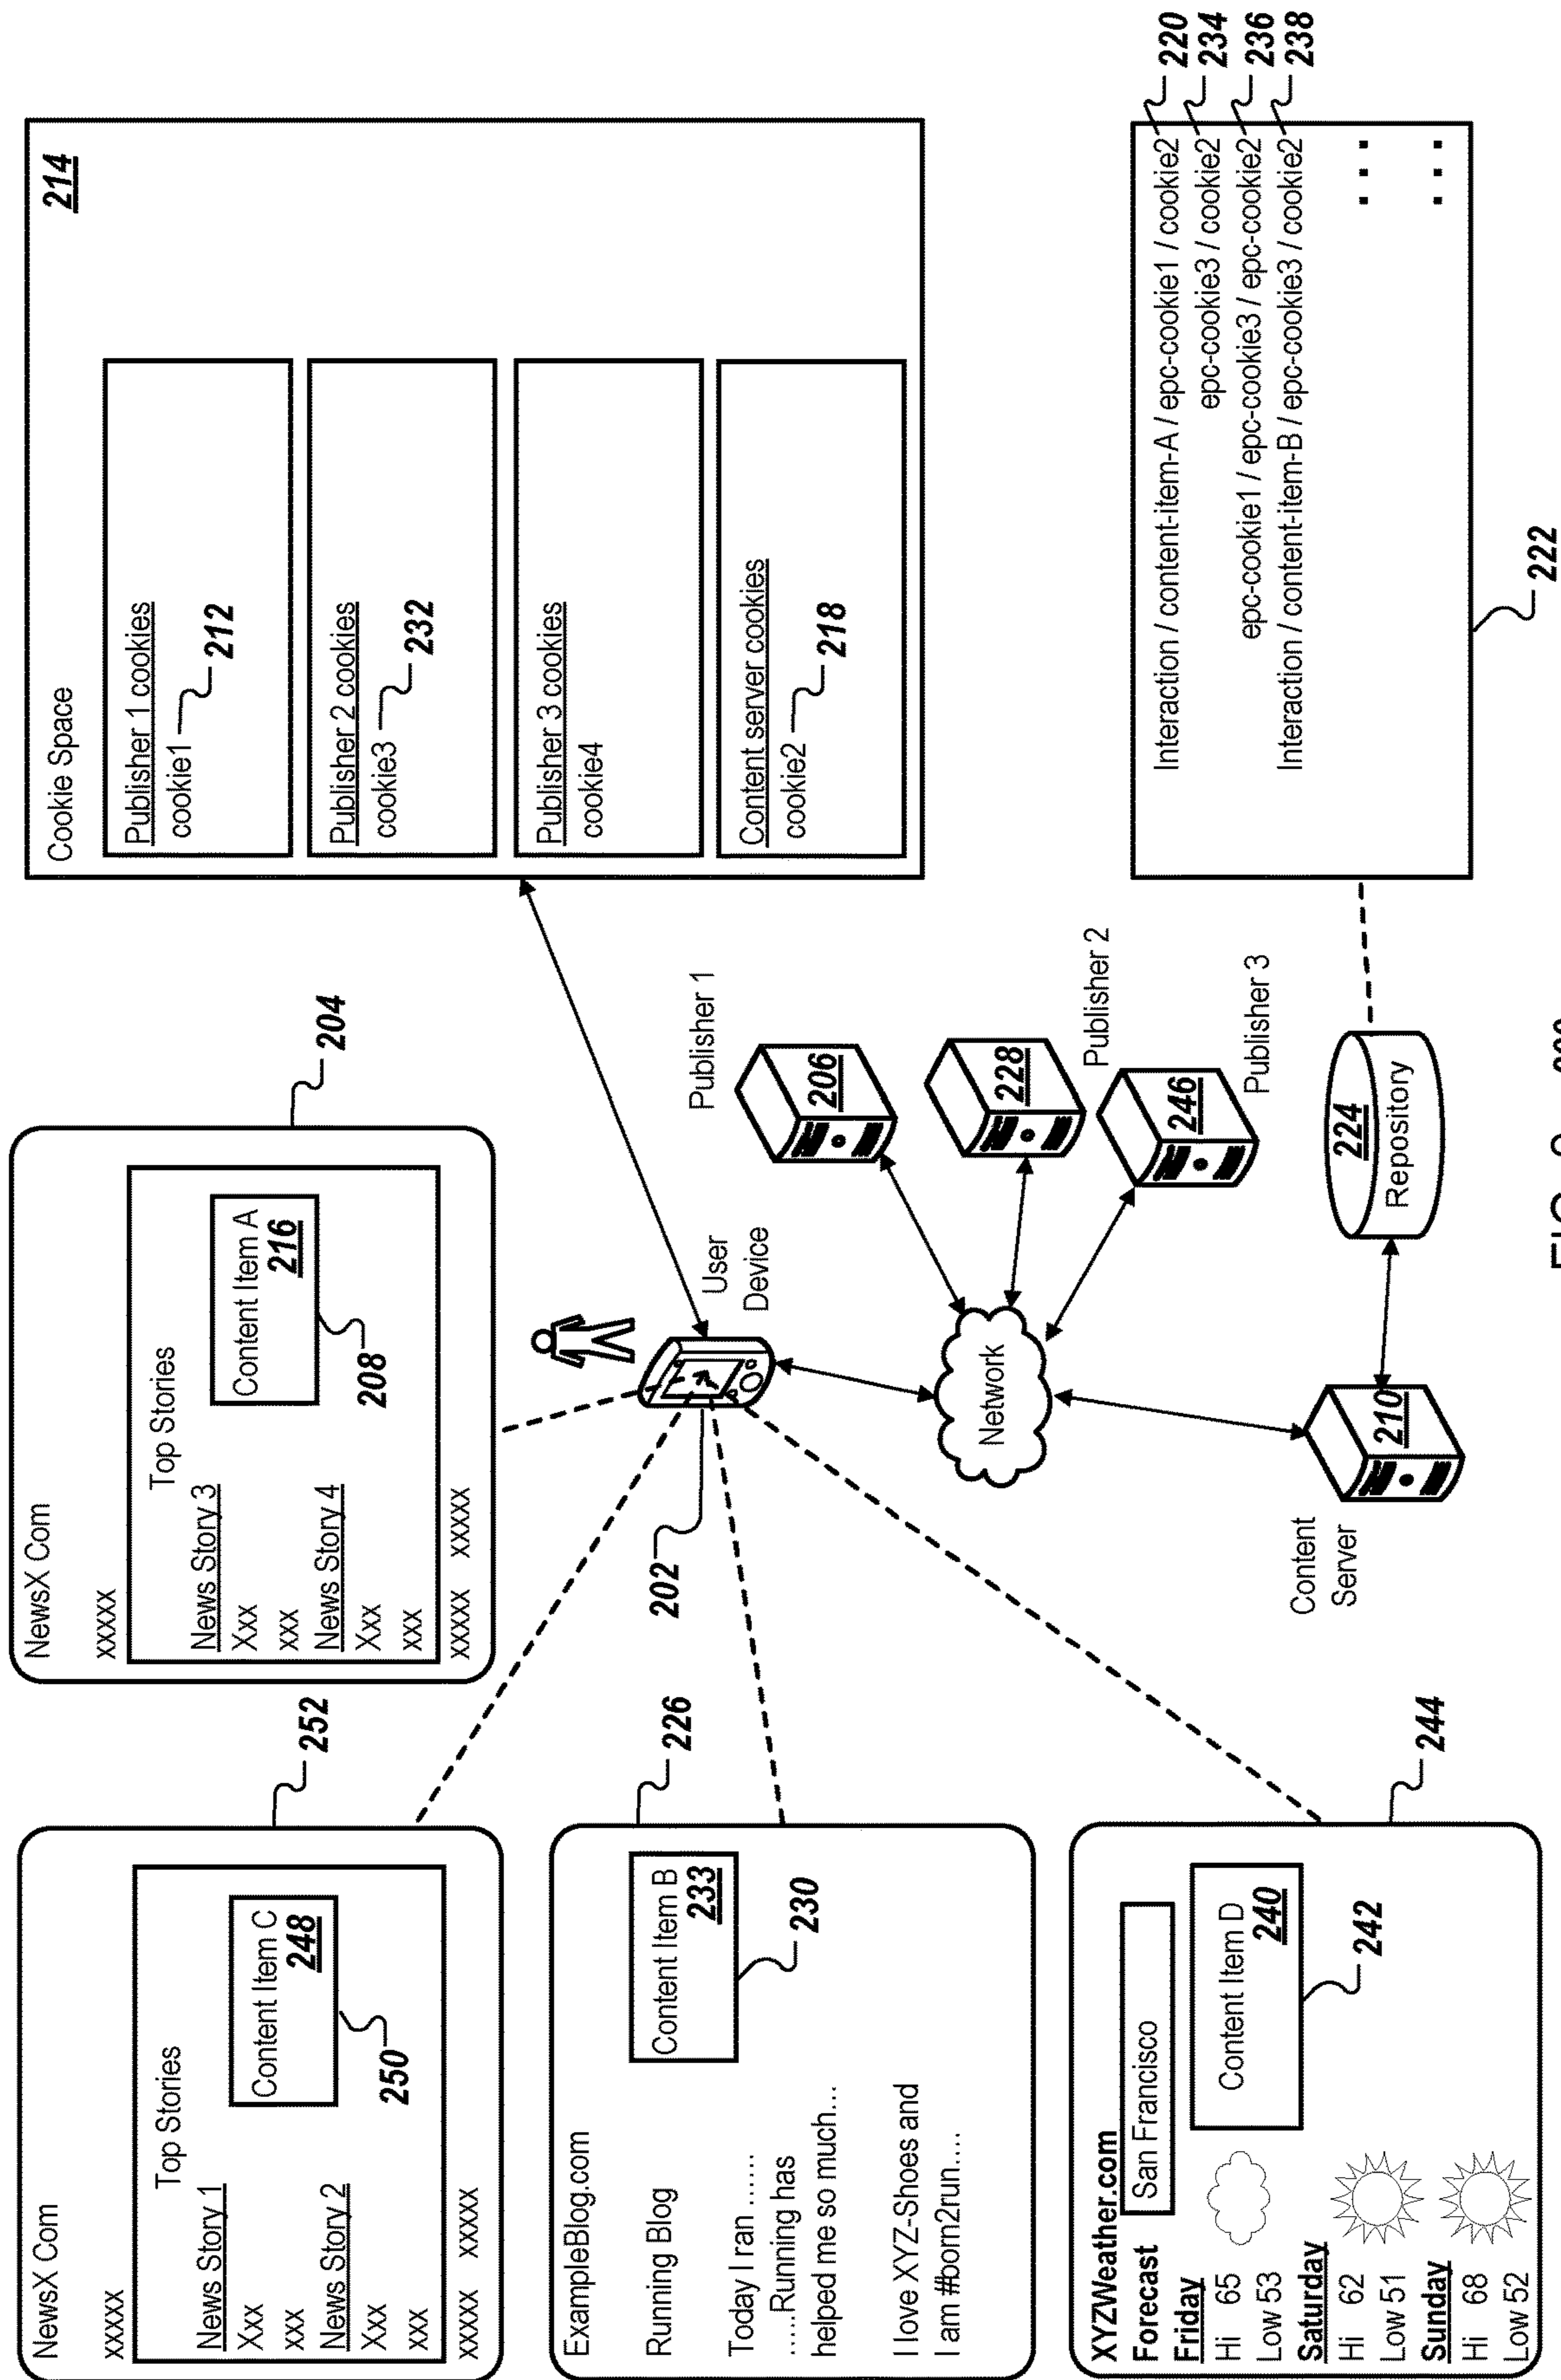 NewsX Com
xxxxx
Top Stories
News Story 1
Xxx
xxx
News Story 2
Xxx
xxx
xxxxx xxxxx
Content Item C
248
250
252
NewsX Com
xxxxx
Top Stories
News Story 3
Xxx
xxx
News Story 4
Xxx
xxx
xxxxx xxxxx
Content Item A
216
208
204
Cookie Space
214
Publisher 1 cookies
cookie1
212
Publisher 2 cookies
cookie3
232
Publisher 3 cookies
cookie4
Content server cookies
cookie2
218
ExampleBlog.com
Running Blog
Today I ran ......
.....Running has
helped me so much...
I love XYZ-Shoes and
I am #born2run....
Content Item B
233
230
226
202
User
Device
Network
Publisher 1
206
228
Publisher 2
246
Publisher 3
XYZWeather.com
Forecast
San Francisco
Friday
Hi 65
Low 53
Saturday
Hi 62
Low 51
Sunday
Hi 68
Low 52
Content Item D
240
242
244
Content
Server
210
224
Repository
Interaction / content-item-A / epc-cookie1 / cookie2
220
epc-cookie3 / cookie2
234
epc-cookie1 / epc-cookie3 / epc-cookie2
236
Interaction / content-item-B / epc-cookie3 / cookie2
238
. . .
. . .
222